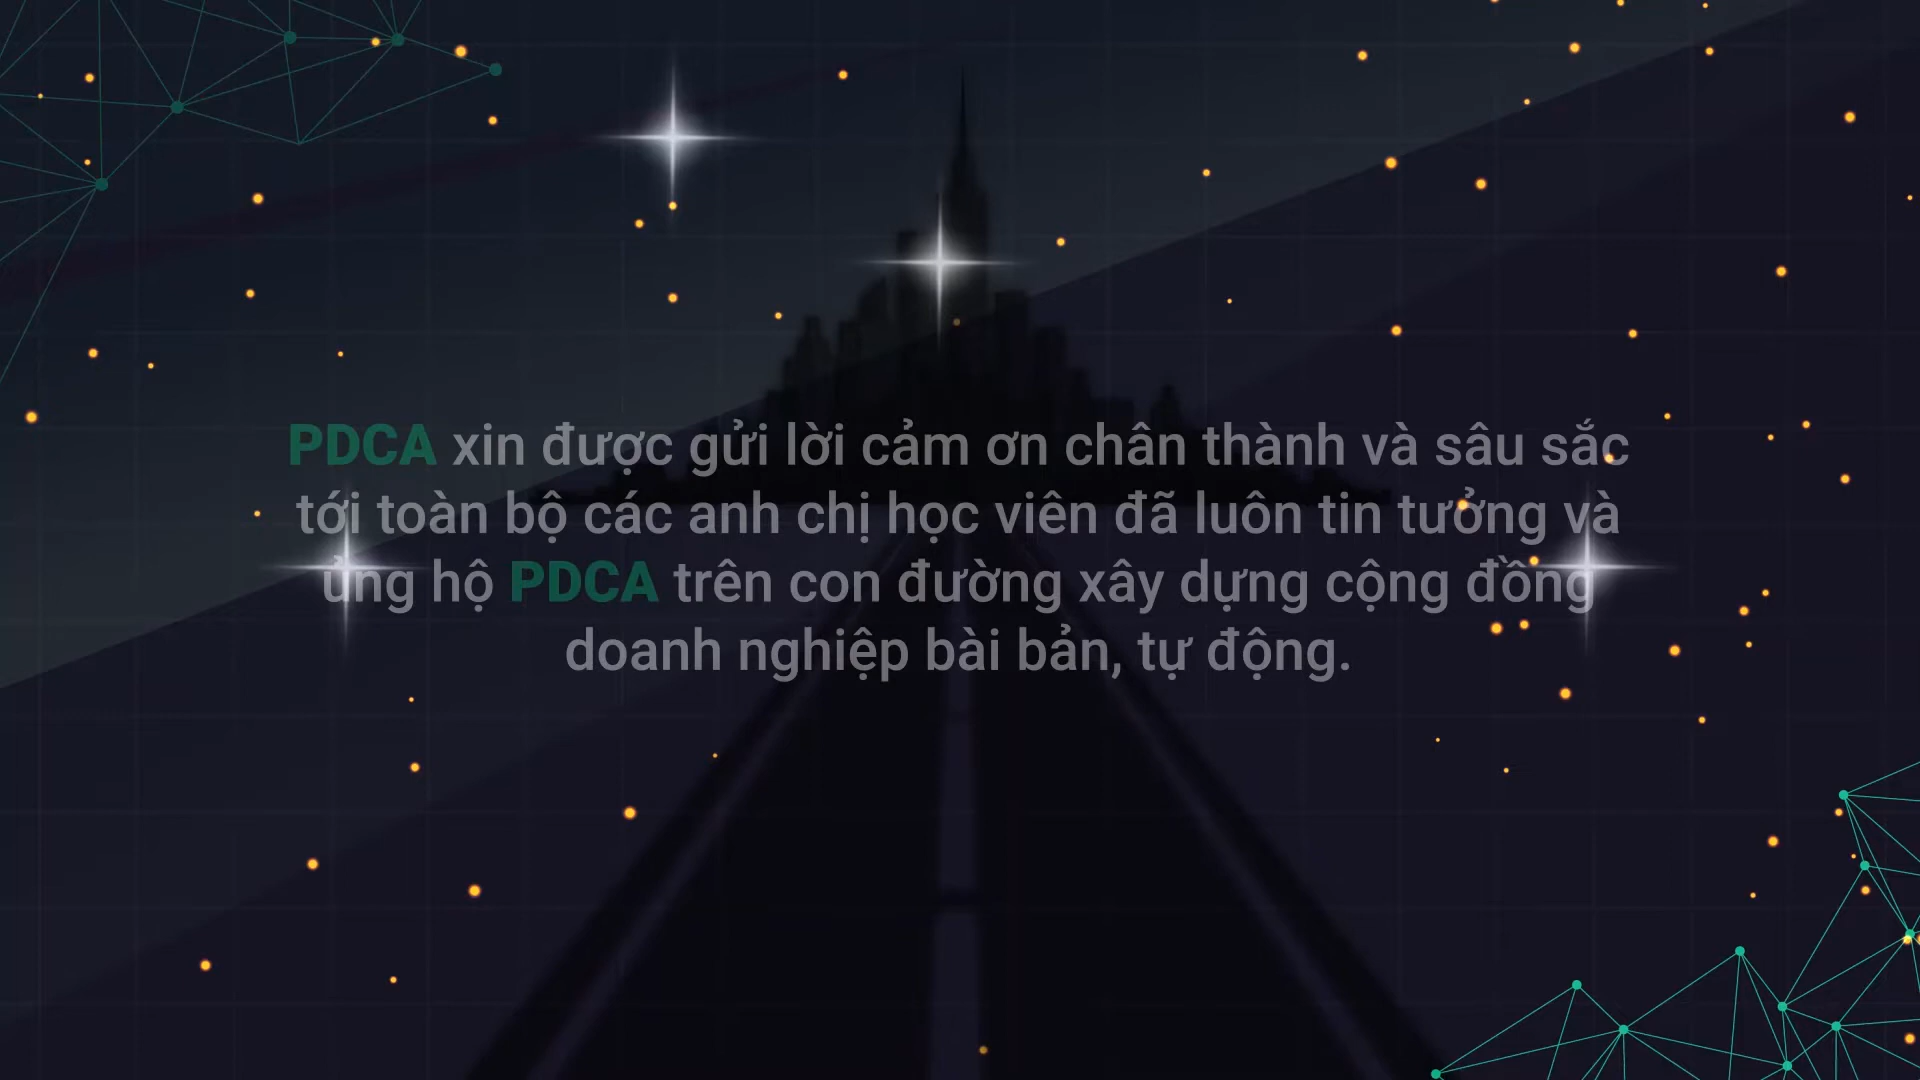 PDCA xin được gửi lời cảm ơn chân thành và sâu sắc
tới toàn bộ các anh chị học viên đã luôn tin tưởng và
ủng hộ PDCA trên con đường xây dựng cộng đồng
doanh nghiệp bài bản, tự động.